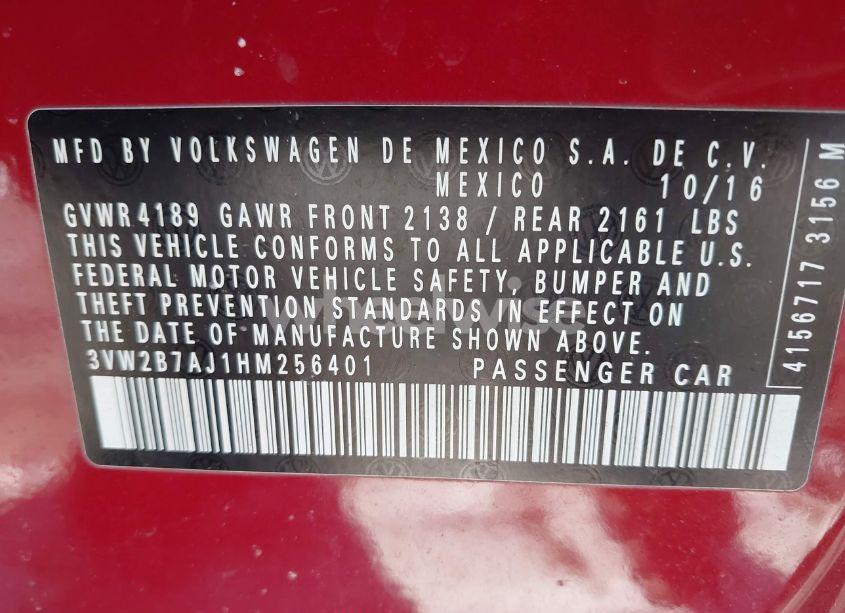 MFD BY VOLKSWAGEN DE MEXICO S.A. DE C.V.
MEXICO 10/16
GVWR 4189 GAWR FRONT 2138 / REAR 2161 LBS
THIS VEHICLE CONFORMS TO ALL APPLICABLE U.S.
FEDERAL MOTOR VEHICLE SAFETY, BUMPER AND
THEFT PREVENTION STANDARDS IN EFFECT ON
THE DATE OF MANUFACTURE SHOWN ABOVE.
3VW2B7AJ1HM256401 PASSENGER CAR
4156717 3156 M